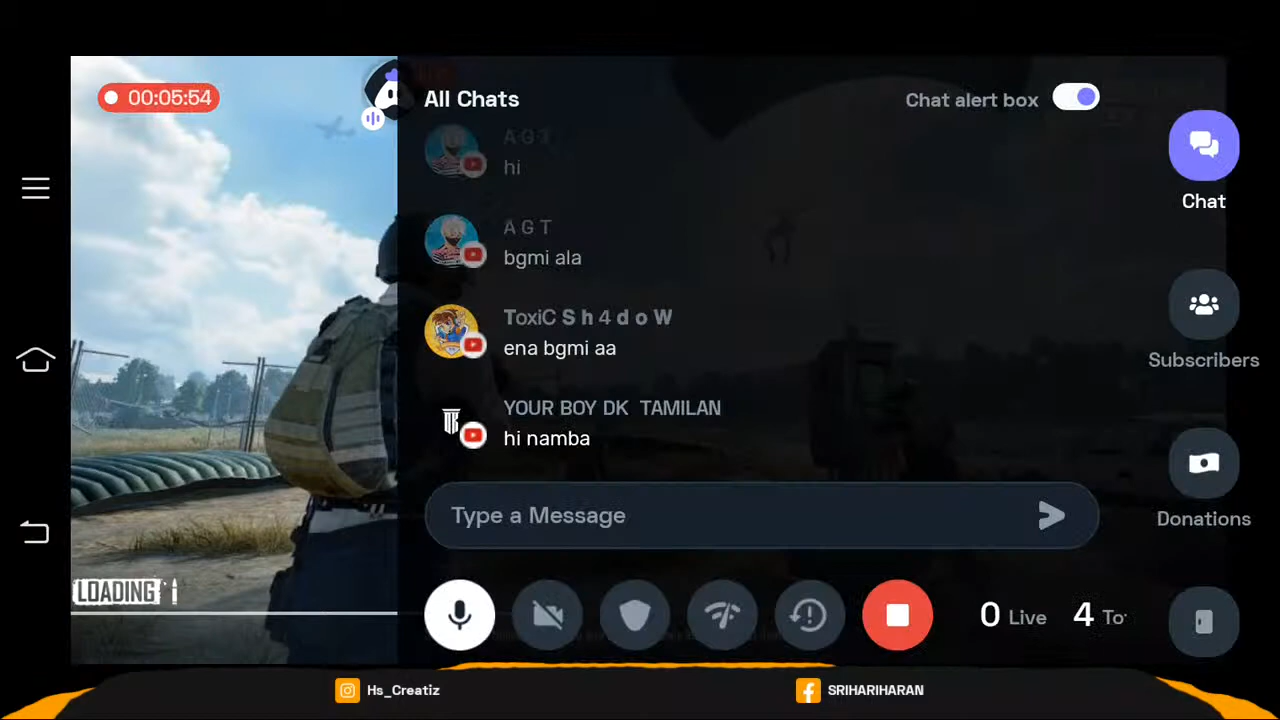 00:05:54
All Chats
Chat alert box
A G T
hi
A G T
bgmi ala
ToxiC S h 4 d o W
ena bgmi aa
YOUR BOY DK TAMILAN
hi namba
Type a Message
Chat
Subscribers
Donations
LOADING
0 Live 4 To
Hs_Creatiz
SRIHARIHARAN